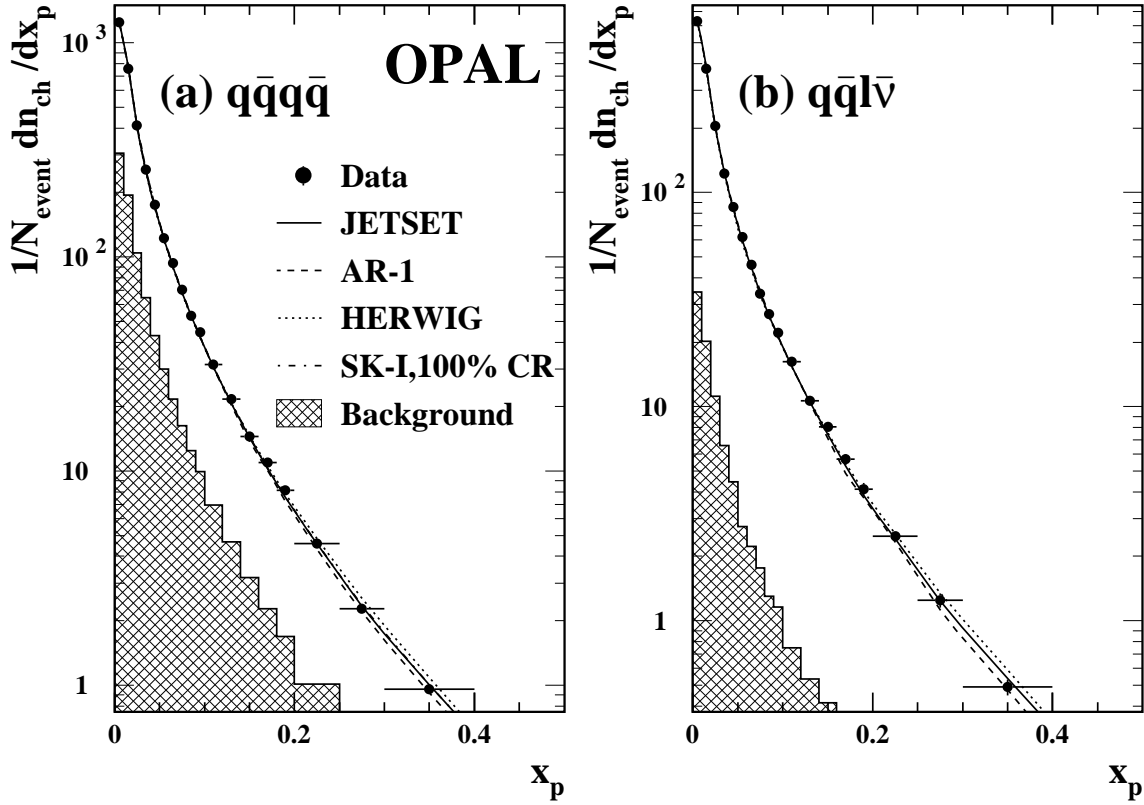 OPAL
(a) qq̄qq̄
1/N_event dn_ch /dx_p
10³
10²
10
1
Data
JETSET
AR-1
HERWIG
SK-I,100% CR
Background
0
0.2
0.4
x_p
(b) qq̄lν̄
1/N_event dn_ch /dx_p
10²
10
1
0
0.2
0.4
x_p